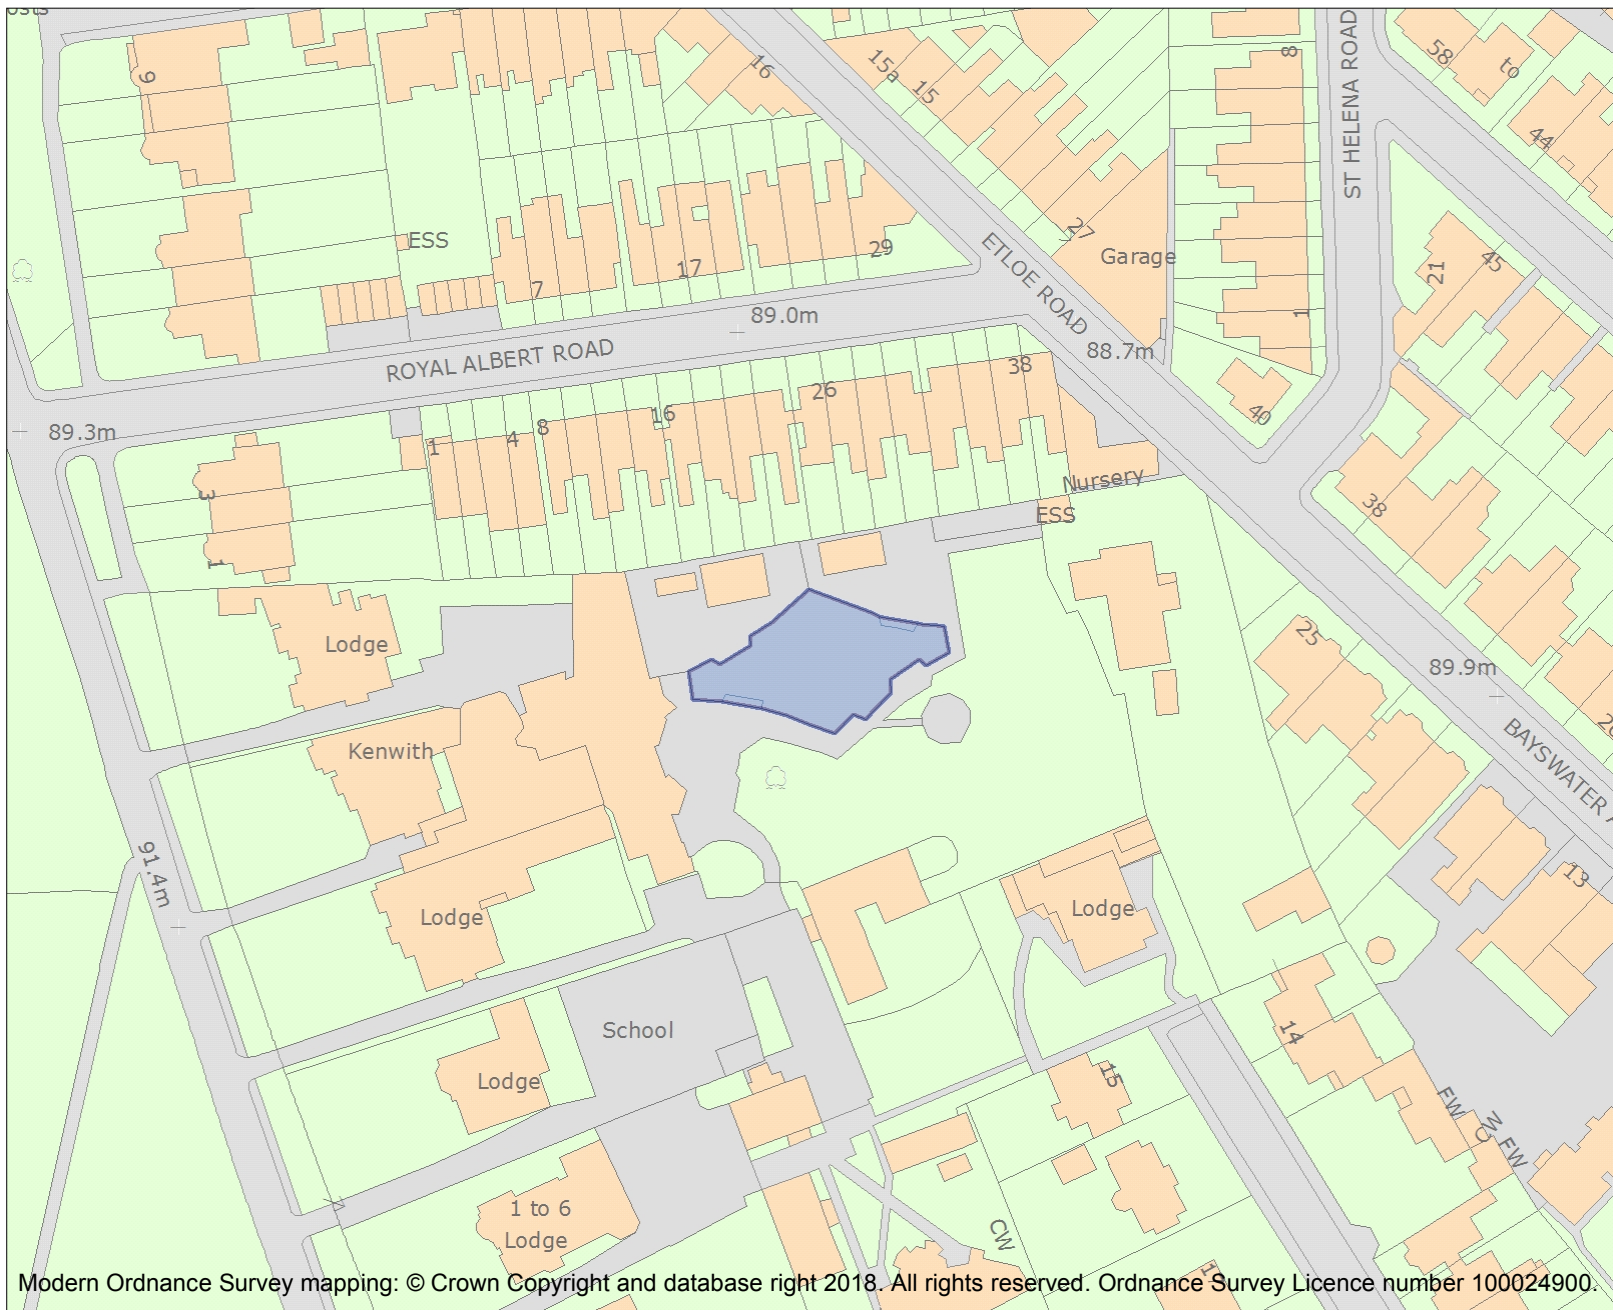 osts
9
16
15a
15
8
ST HELENA ROAD
58
to
44
ESS
7
17
29
27
Garage
ETLOE ROAD
21
45
1
89.0m
ROYAL ALBERT ROAD
88.7m
40
38
26
16
8
4
1
89.3m
3
1
Nursery
ESS
38
Lodge
25
89.9m
BAYSWATER A
Kenwith
91.4m
Lodge
Lodge
13
School
Lodge
14
15
FW
C
W
FW
1 to 6
Lodge
CW
Modern Ordnance Survey mapping: © Crown Copyright and database right 2018. All rights reserved. Ordnance Survey Licence number 100024900.